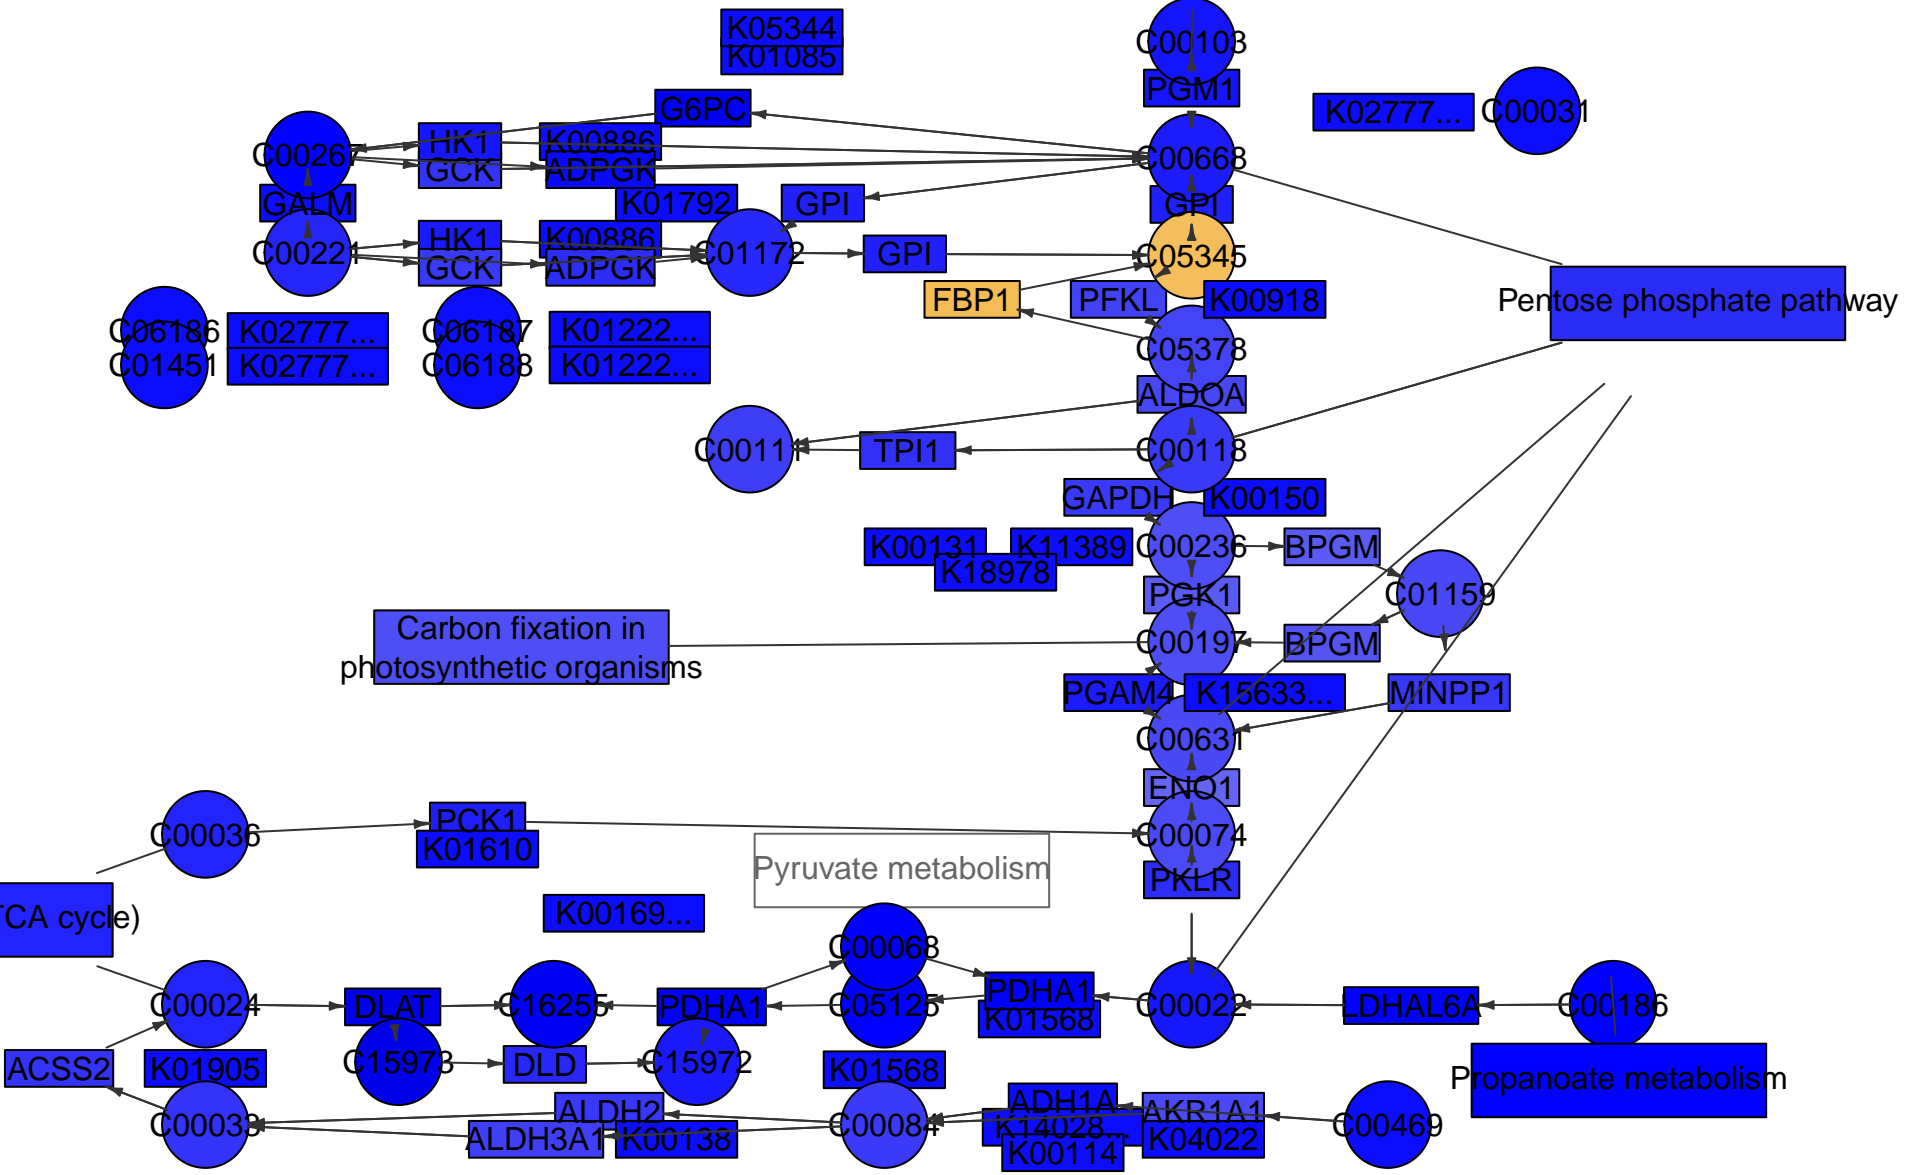 K05344
K01085
C00103
PGM1
K02777...
C00031
G6PC
C00267
HK1
K00886
GCK
ADPGK
C00668
GALM
K01792
GPI
GPI
C00221
HK1
K00886
GCK
ADPGK
C01172
GPI
C05345
FBP1
PFKL
K00918
Pentose phosphate pathway
C06186
K02777...
C06187
K01222...
C01451
K02777...
C06188
K01222...
C05378
ALDOA
C00111
TPI1
C00118
GAPDH
K00150
K00131
K11389
K18978
C00236
BPGM
PGK1
C01159
Carbon fixation in
photosynthetic organisms
C00197
BPGM
PGAM4
K15633...
MINPP1
C00631
ENO1
C00036
PCK1
K01610
C00074
Pyruvate metabolism
PKLR
TCA cycle)
K00169...
C00068
C00024
DLAT
C16255
PDHA1
C05125
PDHA1
K01568
C00022
LDHAL6A
C00186
ACSS2
K01905
C15973
DLD
C15972
K01568
Propanoate metabolism
C00033
ALDH2
ALDH3A1
K00138
C00084
ADH1A
K14028...
K00114
AKR1A1
K04022
C00469